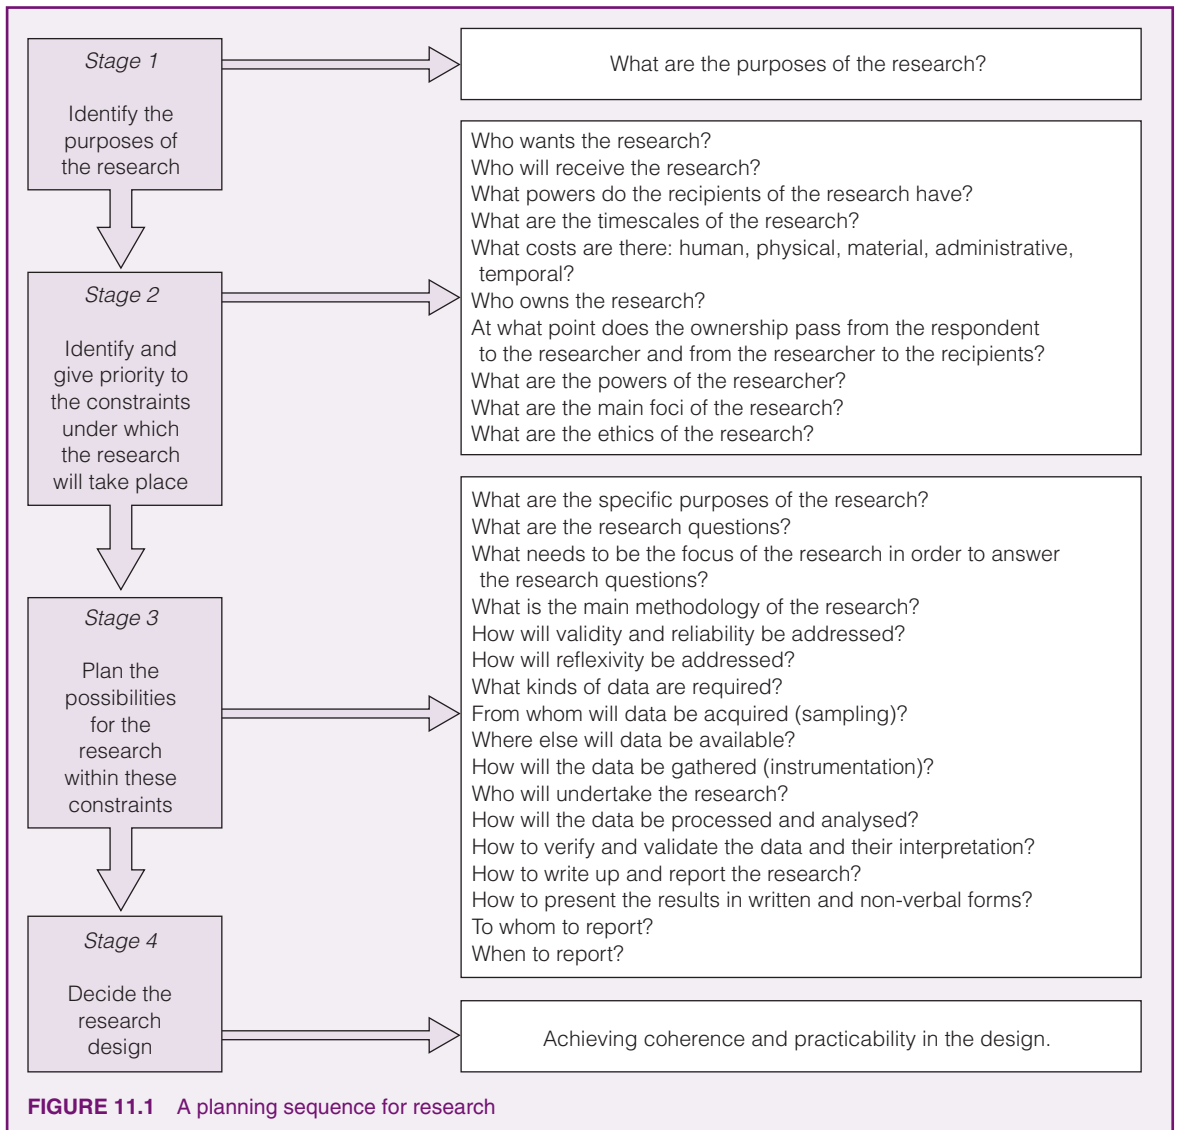 Stage 1
Identify the
purposes of
the research
What are the purposes of the research?
Stage 2
Identify and
give priority to
the constraints
under which
the research
will take place
Who wants the research?
Who will receive the research?
What powers do the recipients of the research have?
What are the timescales of the research?
What costs are there: human, physical, material, administrative,
temporal?
Who owns the research?
At what point does the ownership pass from the respondent
to the researcher and from the researcher to the recipients?
What are the powers of the researcher?
What are the main foci of the research?
What are the ethics of the research?
Stage 3
Plan the
possibilities
for the
research
within these
constraints
What are the specific purposes of the research?
What are the research questions?
What needs to be the focus of the research in order to answer
the research questions?
What is the main methodology of the research?
How will validity and reliability be addressed?
How will reflexivity be addressed?
What kinds of data are required?
From whom will data be acquired (sampling)?
Where else will data be available?
How will the data be gathered (instrumentation)?
Who will undertake the research?
How will the data be processed and analysed?
How to verify and validate the data and their interpretation?
How to write up and report the research?
How to present the results in written and non-verbal forms?
To whom to report?
When to report?
Stage 4
Decide the
research
design
Achieving coherence and practicability in the design.
FIGURE 11.1 A planning sequence for research